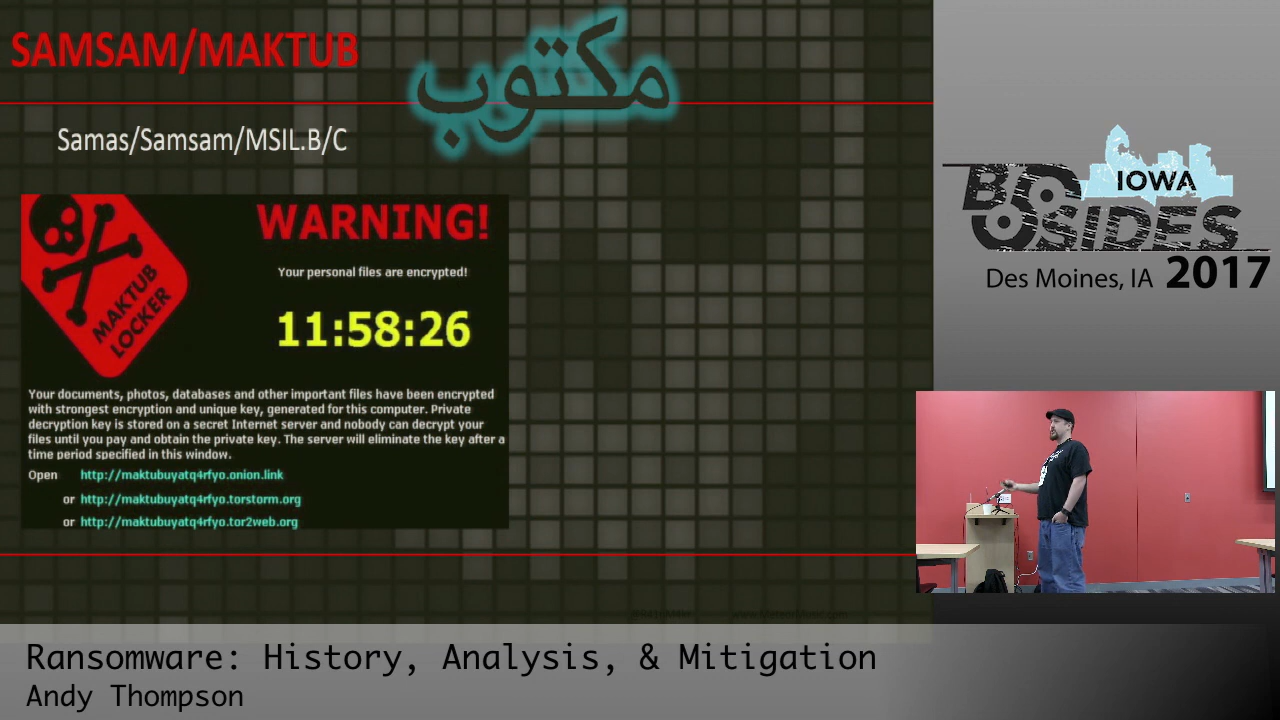 SAMSAM/MAKTUB
مكتوب
Samas/Samsam/MSIL.B/C
MAKTUB
LOCKER
WARNING!
Your personal files are encrypted!
11:58:26
Your documents, photos, databases and other important files have been encrypted
with strongest encryption and unique key, generated for this computer. Private
decryption key is stored on a secret Internet server and nobody can decrypt your
files until you pay and obtain the private key. The server will eliminate the key after a
time period specified in this window.
Open http://maktubuyatq4rfyo.onion.link
or http://maktubuyatq4rfyo.torstorm.org
or http://maktubuyatq4rfyo.tor2web.org
IOWA
BSIDES
Des Moines, IA 2017
Ransomware: History, Analysis, & Mitigation
Andy Thompson